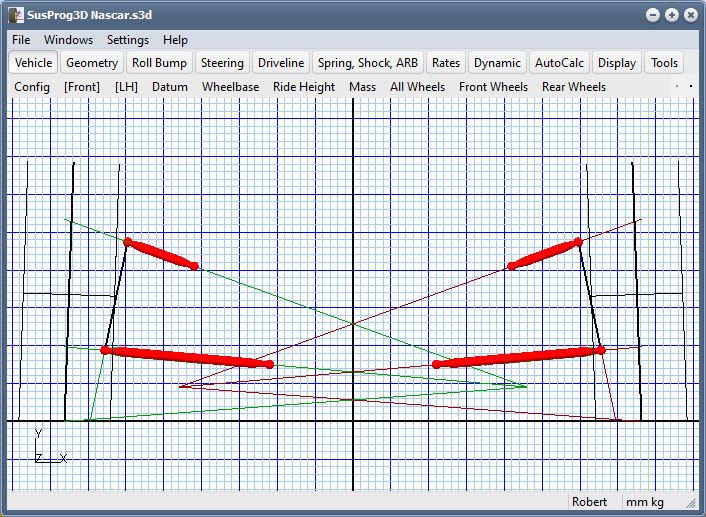 SusProg3D Nascar.s3d
File Windows Settings Help
Vehicle Geometry Roll Bump Steering Driveline Spring, Shock, ARB Rates Dynamic AutoCalc Display Tools
Config [Front] [LH] Datum Wheelbase Ride Height Mass All Wheels Front Wheels Rear Wheels
Y
Z X
Robert mm kg